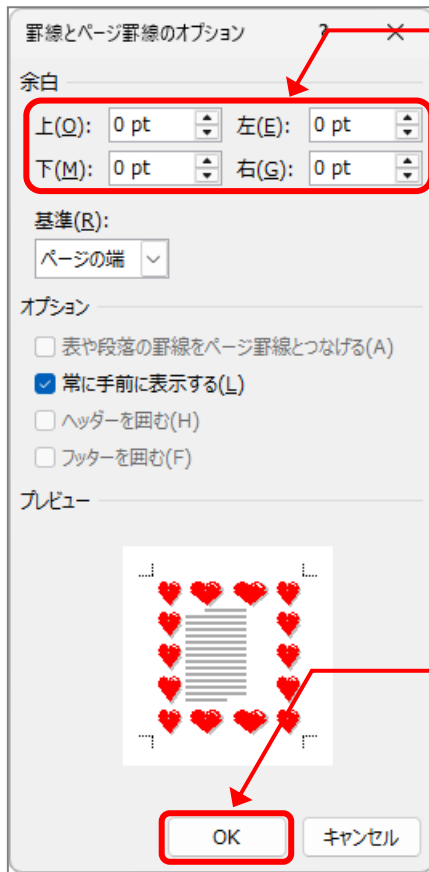 罫線とページ罫線のオプション ? ×
余白
上(O): 0 pt 左(E): 0 pt
下(M): 0 pt 右(G): 0 pt
基準(R):
ページの端
オプション
表や段落の罫線をページ罫線とつなげる(A)
常に手前に表示する(L)
ヘッダーを囲む(H)
フッターを囲む(F)
プレビュー
OK キャンセル